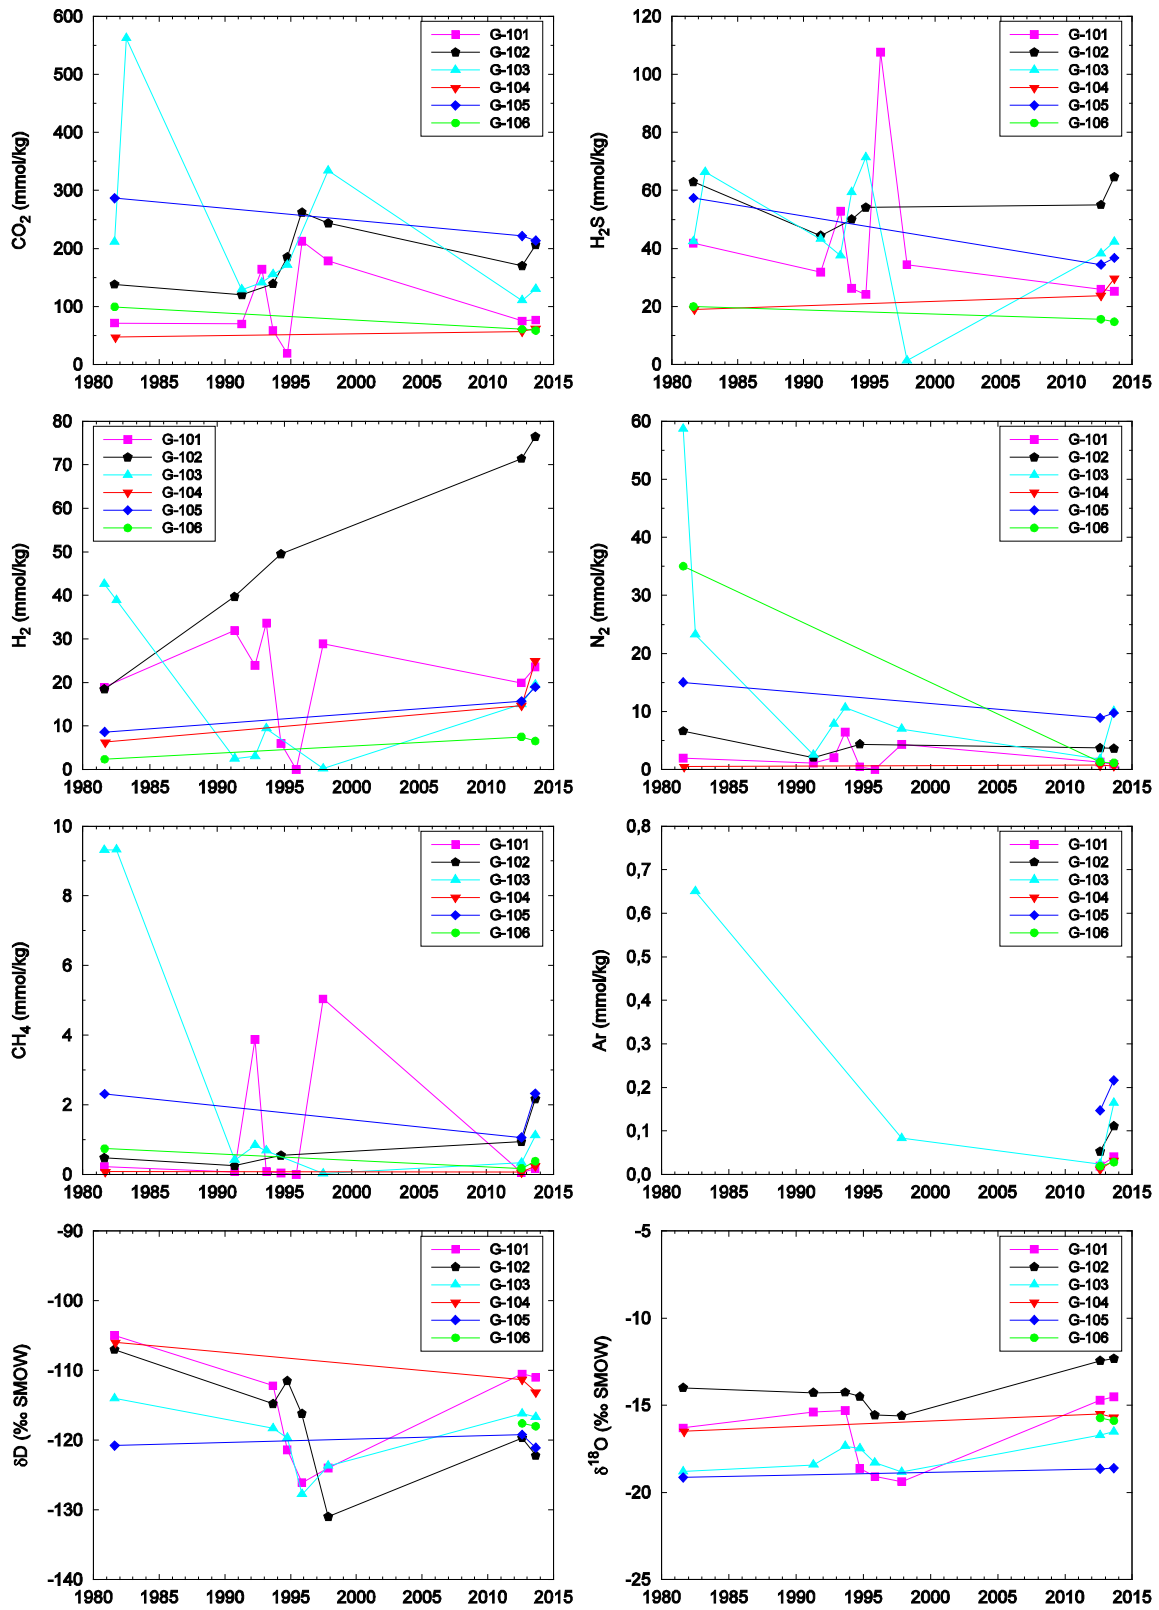 CO2 (mmol/kg)
600
500
400
300
200
100
0
1980 1985 1990 1995 2000 2005 2010 2015
G-101
G-102
G-103
G-104
G-105
G-106
H2S (mmol/kg)
120
100
80
60
40
20
0
1980 1985 1990 1995 2000 2005 2010 2015
G-101
G-102
G-103
G-104
G-105
G-106
H2 (mmol/kg)
80
70
60
50
40
30
20
10
0
1980 1985 1990 1995 2000 2005 2010 2015
G-101
G-102
G-103
G-104
G-105
G-106
N2 (mmol/kg)
60
50
40
30
20
10
0
1980 1985 1990 1995 2000 2005 2010 2015
G-101
G-102
G-103
G-104
G-105
G-106
CH4 (mmol/kg)
10
8
6
4
2
0
1980 1985 1990 1995 2000 2005 2010 2015
G-101
G-102
G-103
G-104
G-105
G-106
Ar (mmol/kg)
0,8
0,7
0,6
0,5
0,4
0,3
0,2
0,1
0,0
1980 1985 1990 1995 2000 2005 2010 2015
G-101
G-102
G-103
G-104
G-105
G-106
δD (‰ SMOW)
-90
-100
-110
-120
-130
-140
1980 1985 1990 1995 2000 2005 2010 2015
G-101
G-102
G-103
G-104
G-105
G-106
δ18O (‰ SMOW)
-5
-10
-15
-20
-25
1980 1985 1990 1995 2000 2005 2010 2015
G-101
G-102
G-103
G-104
G-105
G-106